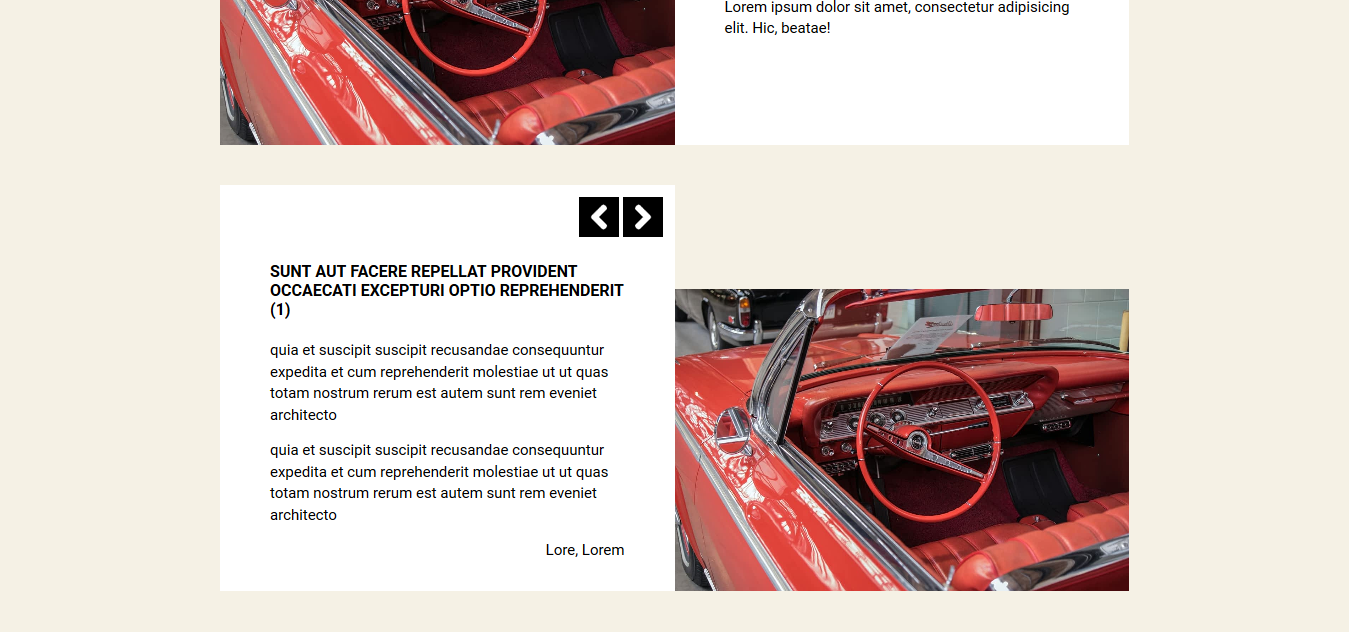 Lorem ipsum dolor sit amet, consectetur adipisicing
elit. Hic, beatae!
SUNT AUT FACERE REPELLAT PROVIDENT
OCCAECATI EXCEPTURI OPTIO REPREHENDERIT
(1)
quia et suscipit suscipit recusandae consequuntur
expedita et cum reprehenderit molestiae ut ut quas
totam nostrum rerum est autem sunt rem eveniet
architecto
quia et suscipit suscipit recusandae consequuntur
expedita et cum reprehenderit molestiae ut ut quas
totam nostrum rerum est autem sunt rem eveniet
architecto
Lore, Lorem